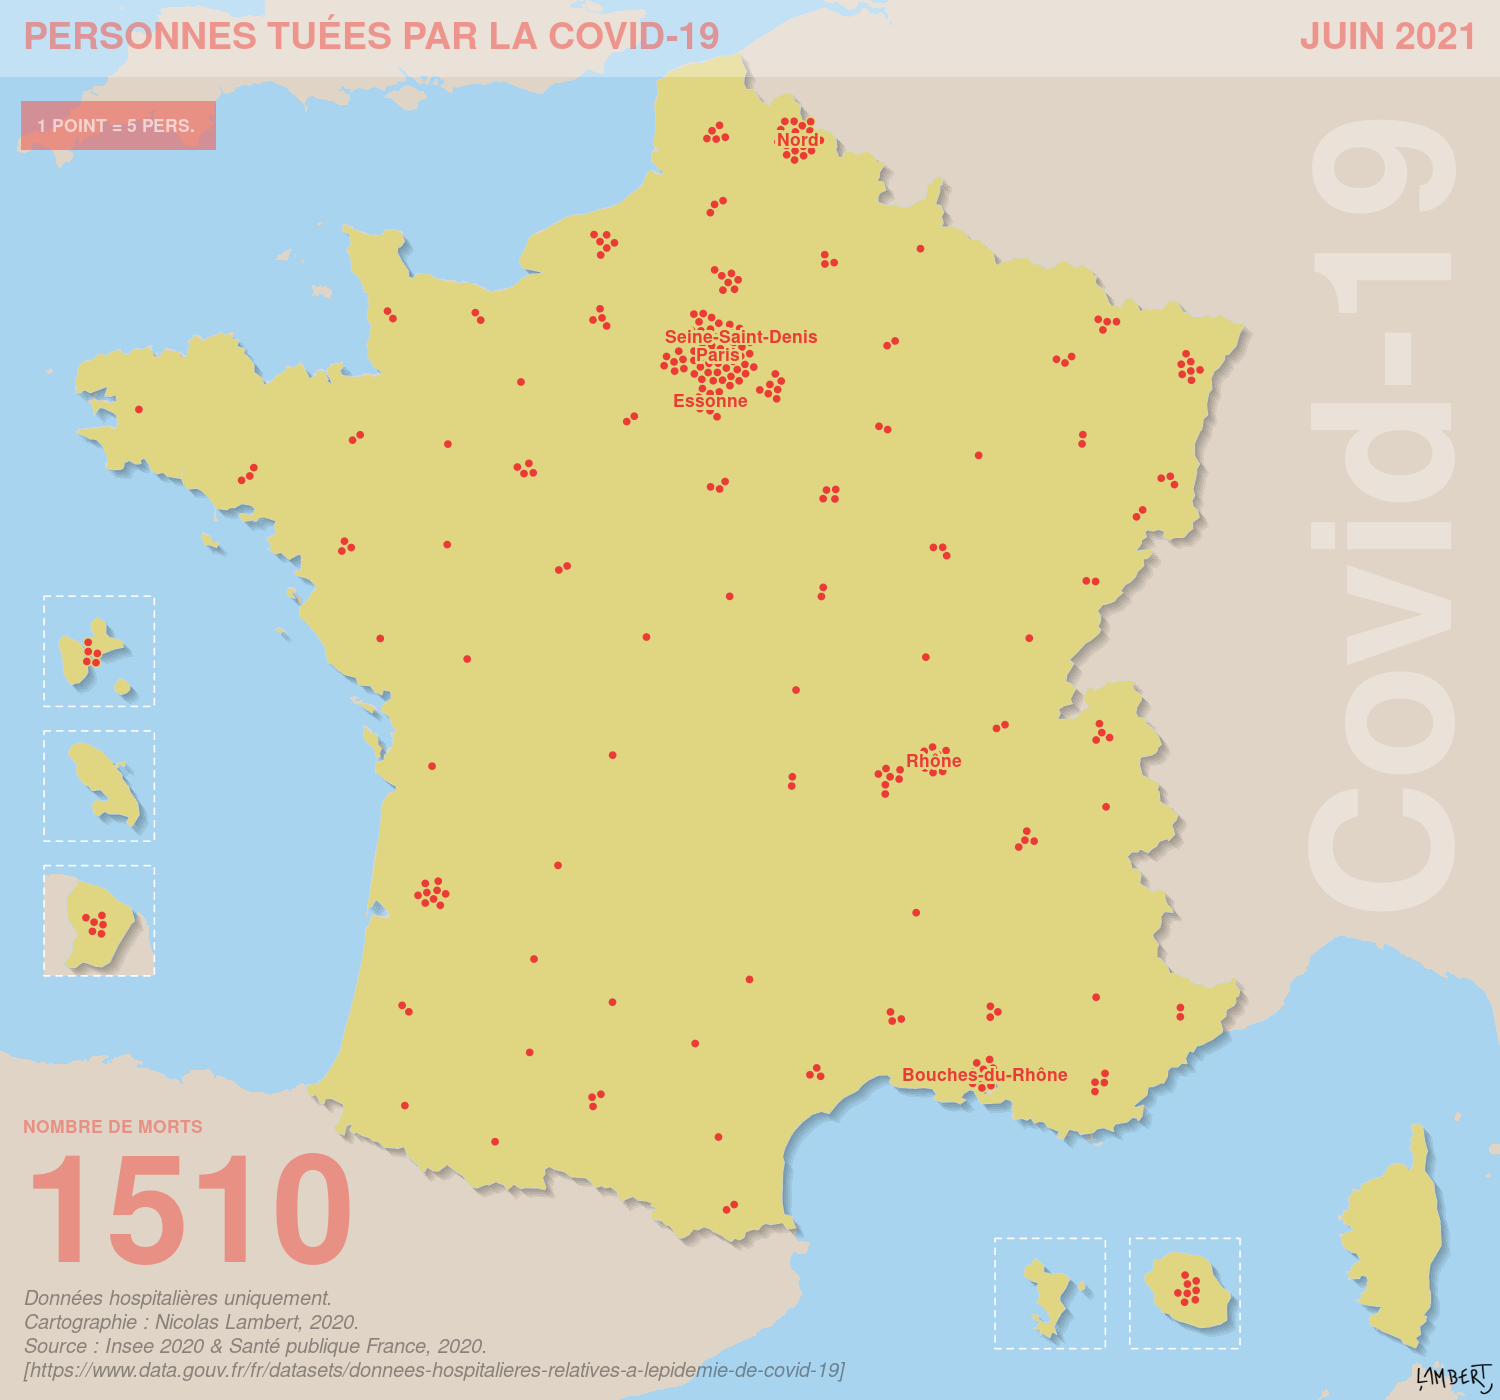 PERSONNES TUÉES PAR LA COVID-19
JUIN 2021
1 POINT = 5 PERS.
Covid-19
Nord
Seine-Saint-Denis
Paris
Essonne
Rhône
Bouches-du-Rhône
NOMBRE DE MORTS
1510
Données hospitalières uniquement.
Cartographie : Nicolas Lambert, 2020.
Source : Insee 2020 & Santé publique France, 2020.
[https://www.data.gouv.fr/fr/datasets/donnees-hospitalieres-relatives-a-lepidemie-de-covid-19]
LAMBERT